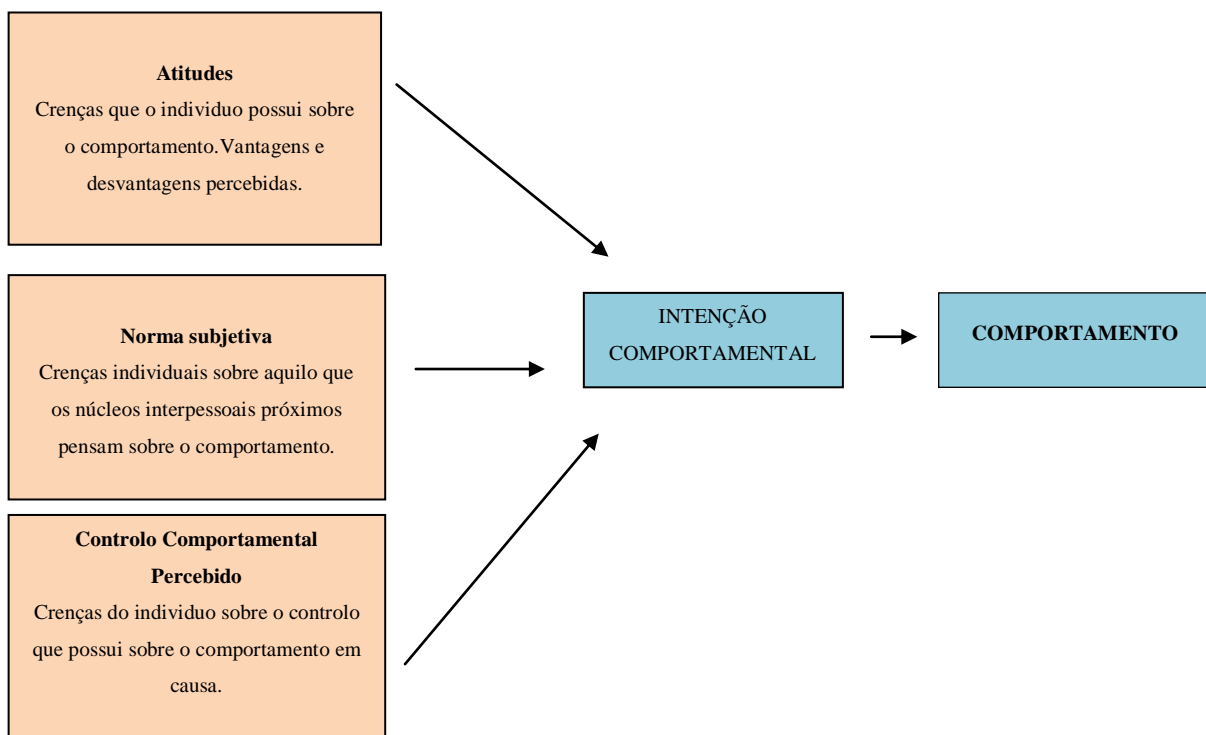 Atitudes
Crenças que o individuo possui sobre
o comportamento.Vantagens e
desvantagens percebidas.
Norma subjetiva
Crenças individuais sobre aquilo que
os núcleos interpessoais próximos
pensam sobre o comportamento.
Controlo Comportamental
Percebido
Crenças do individuo sobre o controlo
que possui sobre o comportamento em
causa.
INTENÇÃO
COMPORTAMENTAL
COMPORTAMENTO